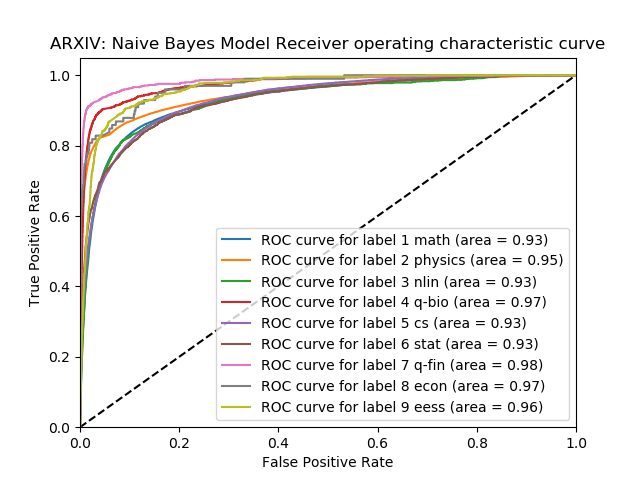 ARXIV: Naive Bayes Model Receiver operating characteristic curve
1.0
0.8
0.6
0.4
0.2
0.0
True Positive Rate
ROC curve for label 1 math (area = 0.93)
ROC curve for label 2 physics (area = 0.95)
ROC curve for label 3 nlin (area = 0.93)
ROC curve for label 4 q-bio (area = 0.97)
ROC curve for label 5 cs (area = 0.93)
ROC curve for label 6 stat (area = 0.93)
ROC curve for label 7 q-fin (area = 0.98)
ROC curve for label 8 econ (area = 0.97)
ROC curve for label 9 eess (area = 0.96)
0.0 0.2 0.4 0.6 0.8 1.0
False Positive Rate